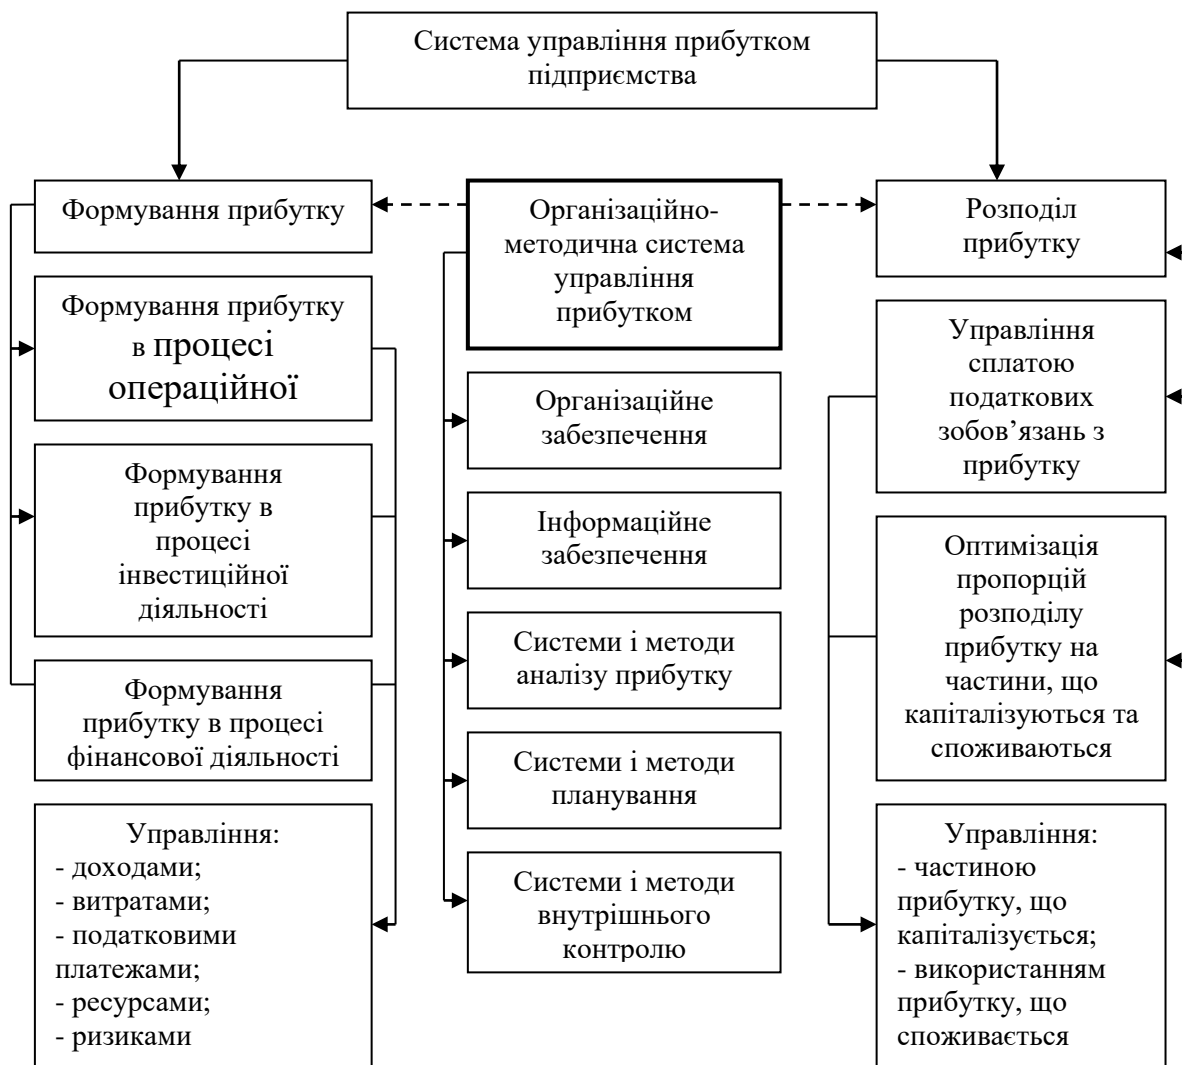 Система управління прибутком
підприємства
Формування прибутку
Формування прибутку
в процесі
операційної
Формування
прибутку в
процесі
інвестиційної
діяльності
Формування
прибутку в процесі
фінансової діяльності
Управління:
- доходами;
- витратами;
- податковими
платежами;
- ресурсами;
- ризиками
Організаційно-
методична система
управління
прибутком
Організаційне
забезпечення
Інформаційне
забезпечення
Системи і методи
аналізу прибутку
Системи і методи
планування
Системи і методи
внутрішнього
контролю
Розподіл
прибутку
Управління
сплатою
податкових
зобов’язань з
прибутку
Оптимізація
пропорцій
розподілу
прибутку на
частини, що
капіталізуються та
споживаються
Управління:
- частиною
прибутку, що
капіталізується;
- використанням
прибутку, що
споживається